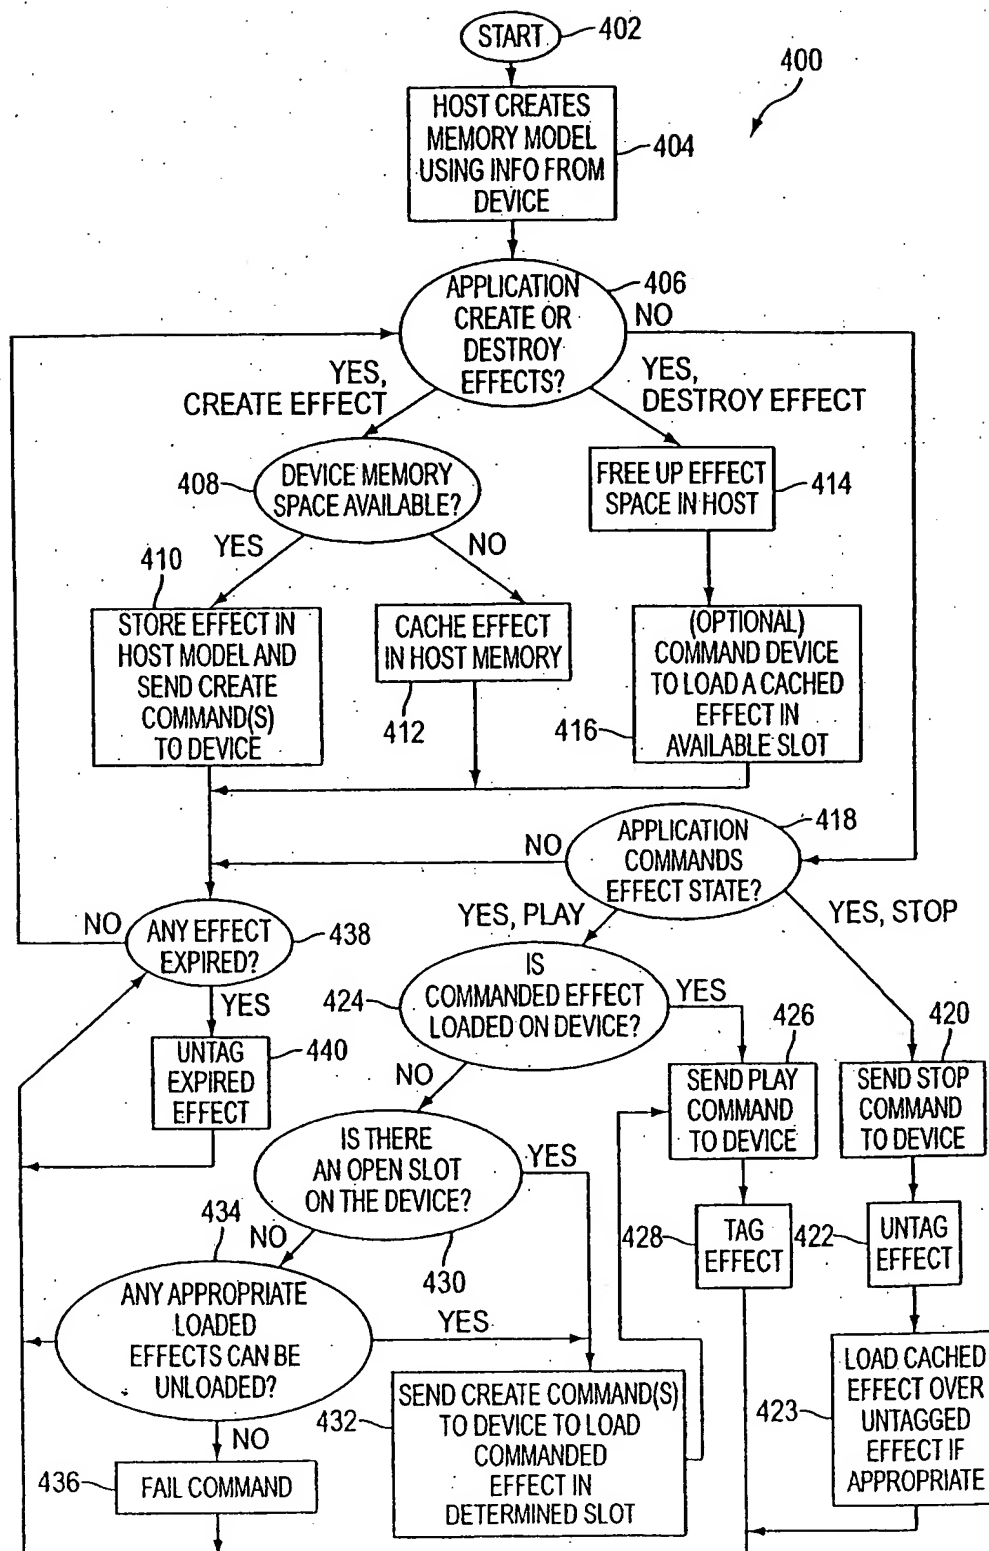 START
402
400
HOST CREATES
MEMORY MODEL
USING INFO FROM
DEVICE
404
APPLICATION
CREATE OR
DESTROY
EFFECTS?
406
NO
YES,
CREATE EFFECT
YES,
DESTROY EFFECT
408
DEVICE MEMORY
SPACE AVAILABLE?
FREE UP EFFECT
SPACE IN HOST
414
410
YES
NO
STORE EFFECT IN
HOST MODEL AND
SEND CREATE
COMMAND(S)
TO DEVICE
CACHE EFFECT
IN HOST MEMORY
412
(OPTIONAL)
COMMAND DEVICE
TO LOAD A CACHED
EFFECT IN
AVAILABLE SLOT
416
APPLICATION
COMMANDS
EFFECT STATE?
418
NO
YES, PLAY
YES, STOP
NO
ANY EFFECT
EXPIRED?
438
YES
424
IS
COMMANDED EFFECT
LOADED ON DEVICE?
YES
426
420
UNTAG
EXPIRED
EFFECT
440
NO
SEND PLAY
COMMAND
TO DEVICE
SEND STOP
COMMAND
TO DEVICE
IS THERE
AN OPEN SLOT
ON THE DEVICE?
YES
430
434
NO
428
TAG
EFFECT
422
UNTAG
EFFECT
ANY APPROPRIATE
LOADED
EFFECTS CAN BE
UNLOADED?
YES
NO
432
SEND CREATE COMMAND(S)
TO DEVICE TO LOAD
COMMANDED
EFFECT IN
DETERMINED SLOT
423
LOAD CACHED
EFFECT OVER
UNTAGGED
EFFECT IF
APPROPRIATE
436
FAIL COMMAND